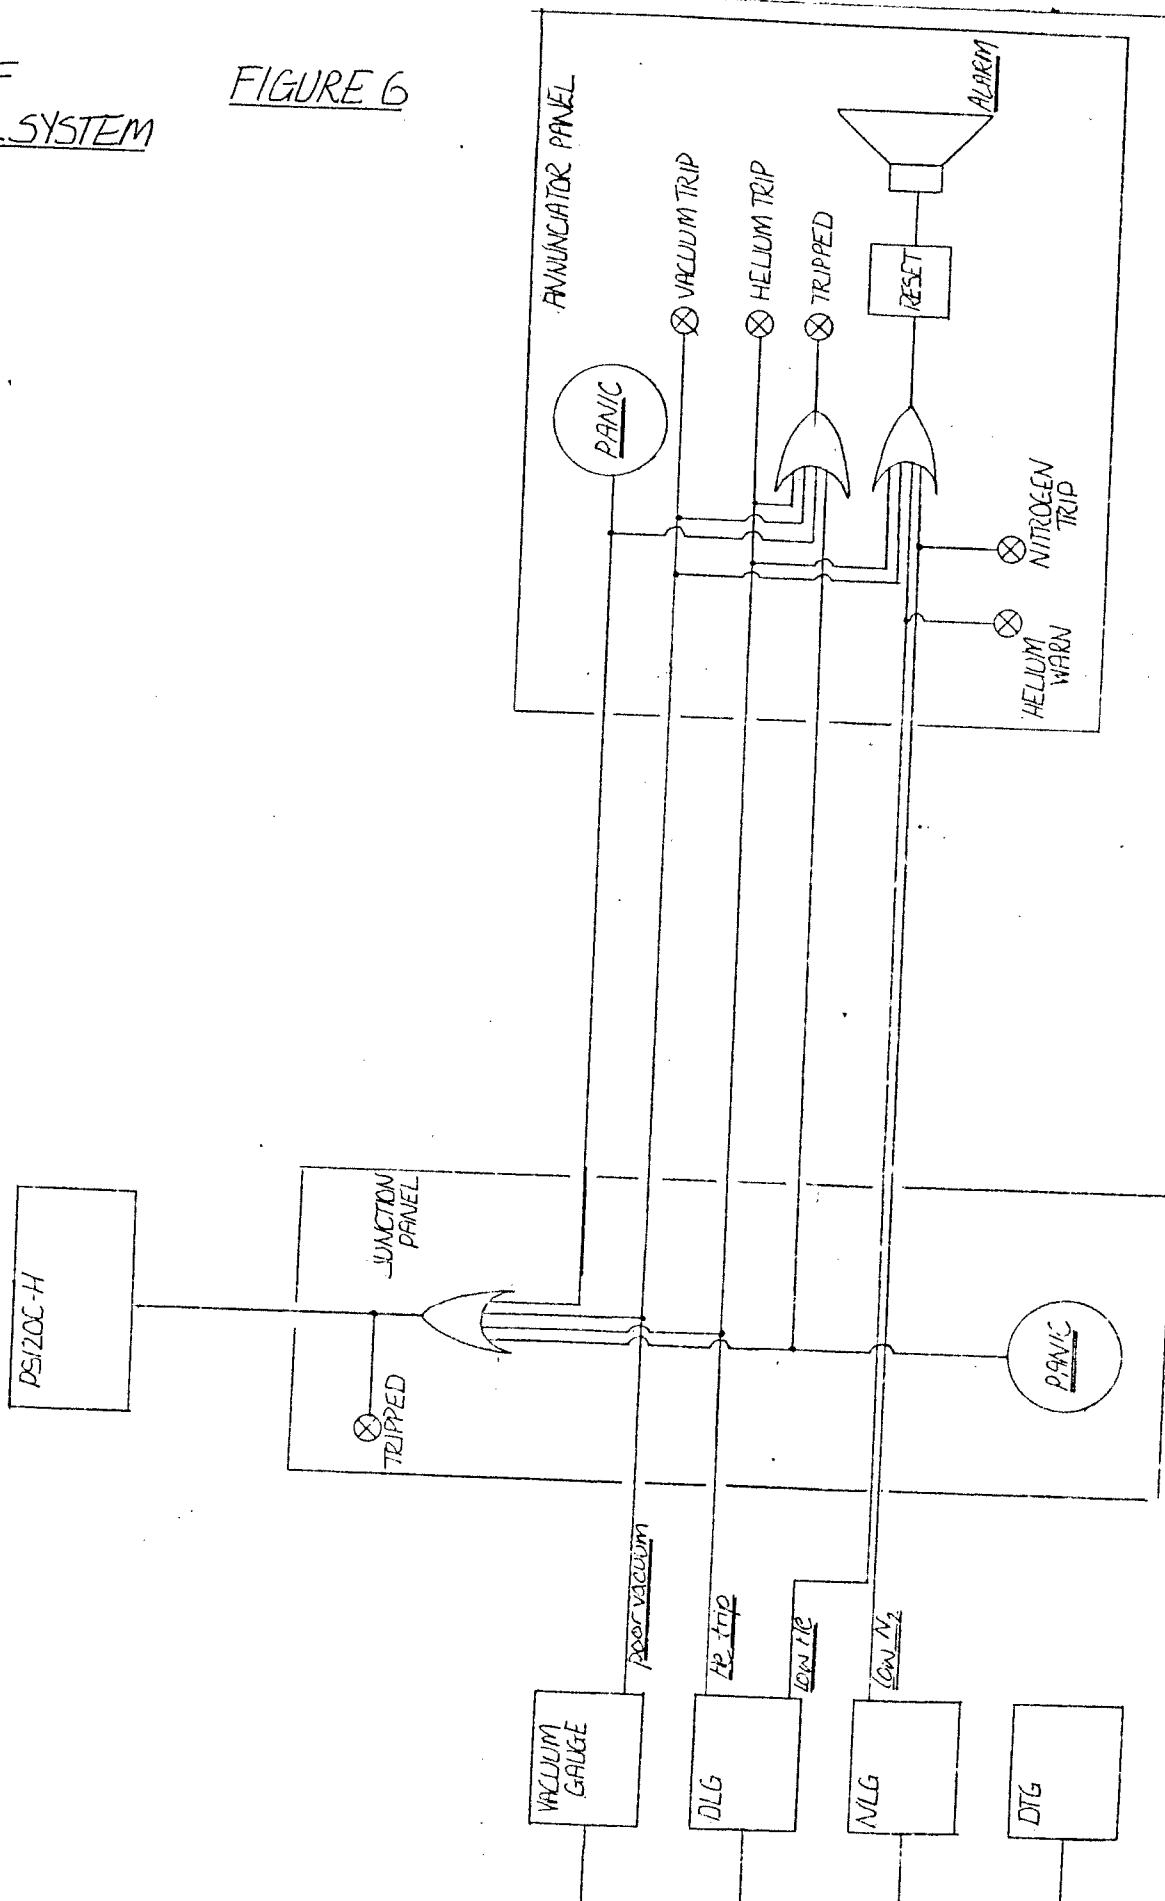 F
SYSTEM
FIGURE 6
ANNUNCIATOR PANEL
ALARM
VACUUM TRIP
HELIUM TRIP
TRIPPED
RESET
PANIC
NITROGEN
TRIP
HELIUM
WARN
JUNCTION
PANEL
PS120C-H
TRIPPED
PANIC
poor vacuum
He trip
low He
low N₂
VACUUM
GAUGE
DLG
NLG
DTG